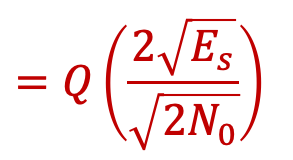 = Q ( 2√E_s / √2N_0 )